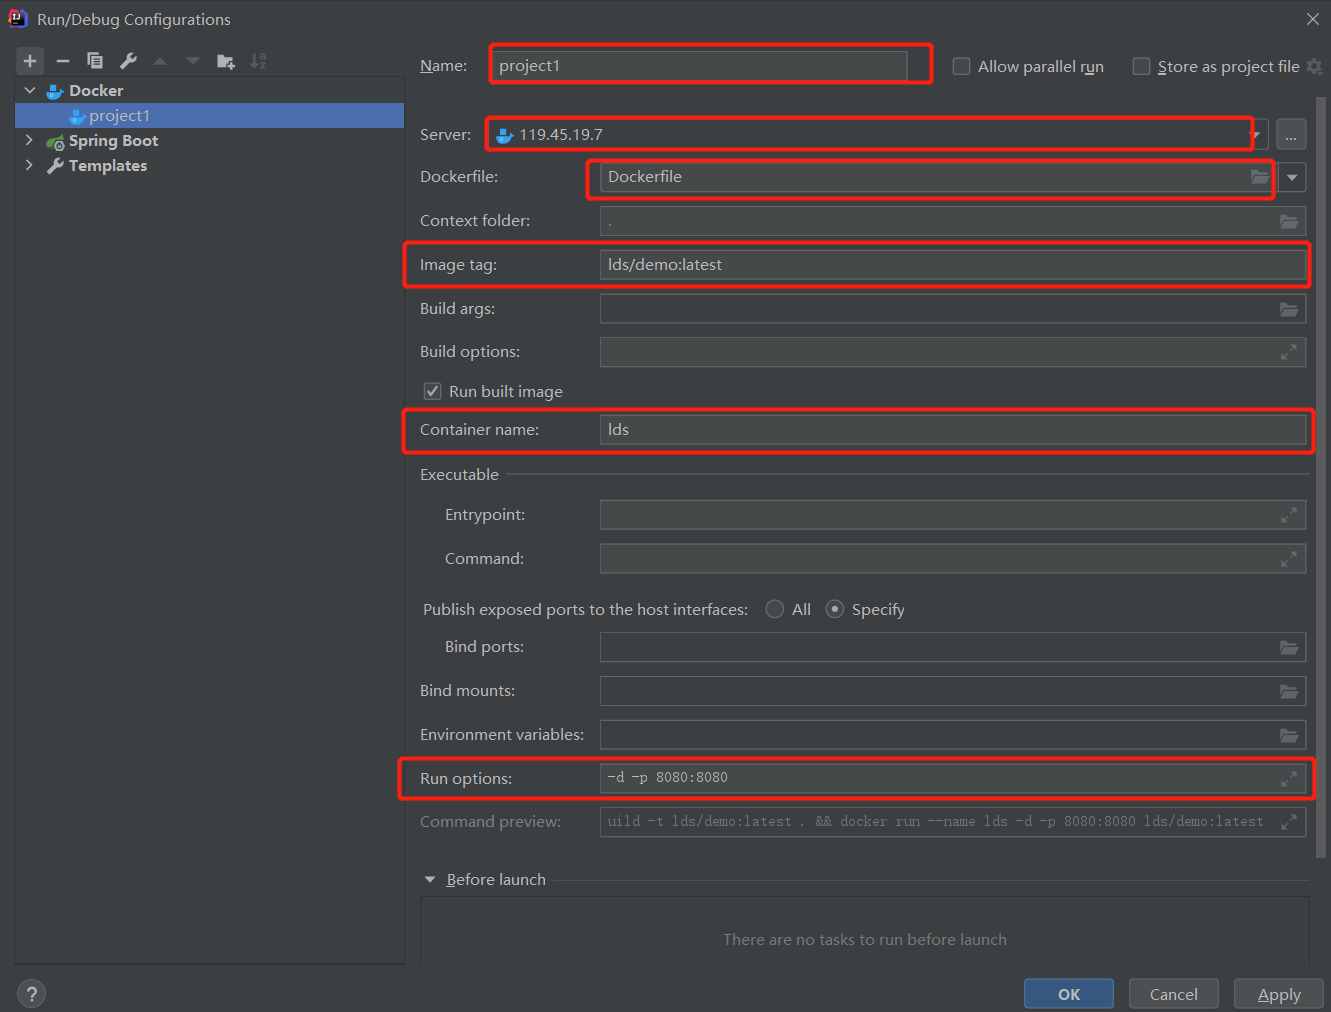 Run/Debug Configurations
Docker
project1
Spring Boot
Templates
Name: project1
Allow parallel run
Store as project file
Server: 119.45.19.7
...
Dockerfile: Dockerfile
Context folder: .
Image tag: lds/demo:latest
Build args:
Build options:
Run built image
Container name: lds
Executable
Entrypoint:
Command:
Publish exposed ports to the host interfaces: All Specify
Bind ports:
Bind mounts:
Environment variables:
Run options: -d -p 8080:8080
Command preview: uild -t lds/demo:latest . && docker run --name lds -d -p 8080:8080 lds/demo:latest
Before launch
There are no tasks to run before launch
?
OK
Cancel
Apply